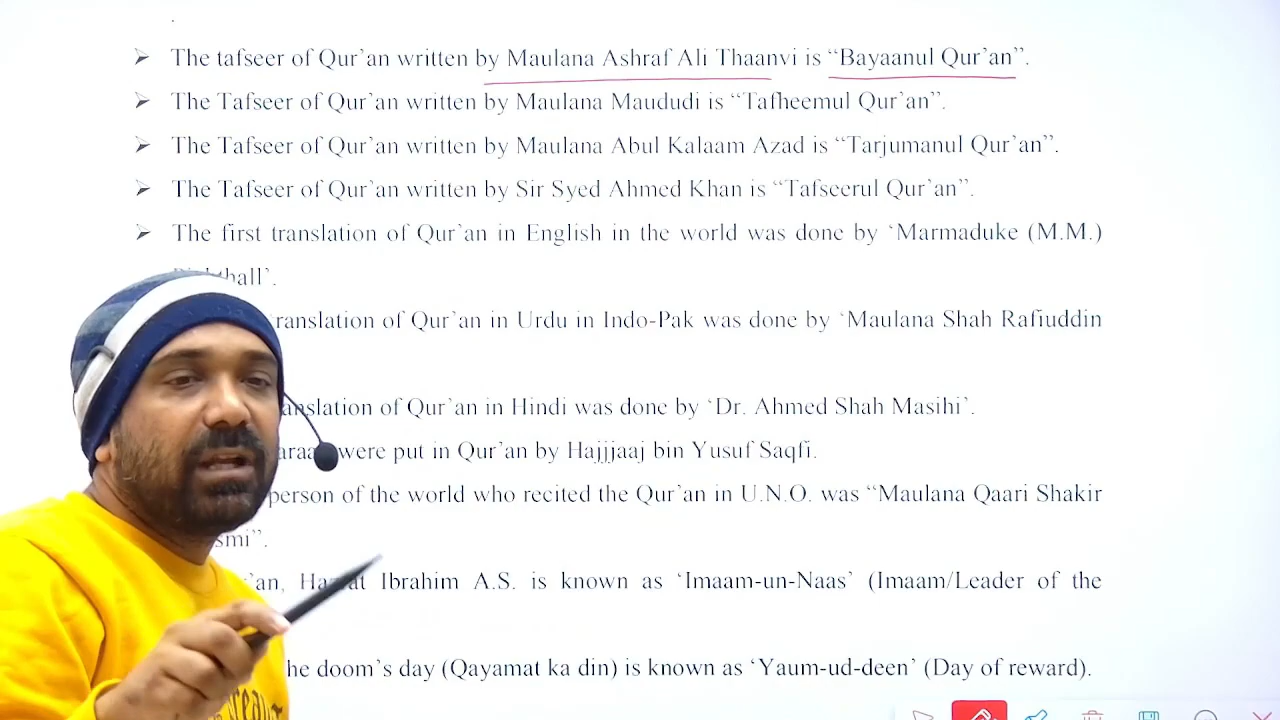 ➢ The tafseer of Qur’an written by Maulana Ashraf Ali Thaanvi is “Bayaanul Qur’an”.
➢ The Tafseer of Qur’an written by Maulana Maududi is “Tafheemul Qur’an”.
➢ The Tafseer of Qur’an written by Maulana Abul Kalaam Azad is “Tarjumanul Qur’an”.
➢ The Tafseer of Qur’an written by Sir Syed Ahmed Khan is “Tafseerul Qur’an”.
➢ The first translation of Qur’an in English in the world was done by ‘Marmaduke (M.M.)
translation of Qur’an in Urdu in Indo-Pak was done by ‘Maulana Shah Rafiuddin
of Qur’an in Hindi was done by ‘Dr. Ahmed Shah Masihi’.
were put in Qur’an by Hajjjaaj bin Yusuf Saqfi.
person of the world who recited the Qur’an in U.N.O. was “Maulana Qaari Shakir
Ibrahim A.S. is known as ‘Imaam-un-Naas’ (Imaam/Leader of the
doom’s day (Qayamat ka din) is known as ‘Yaum-ud-deen’ (Day of reward).